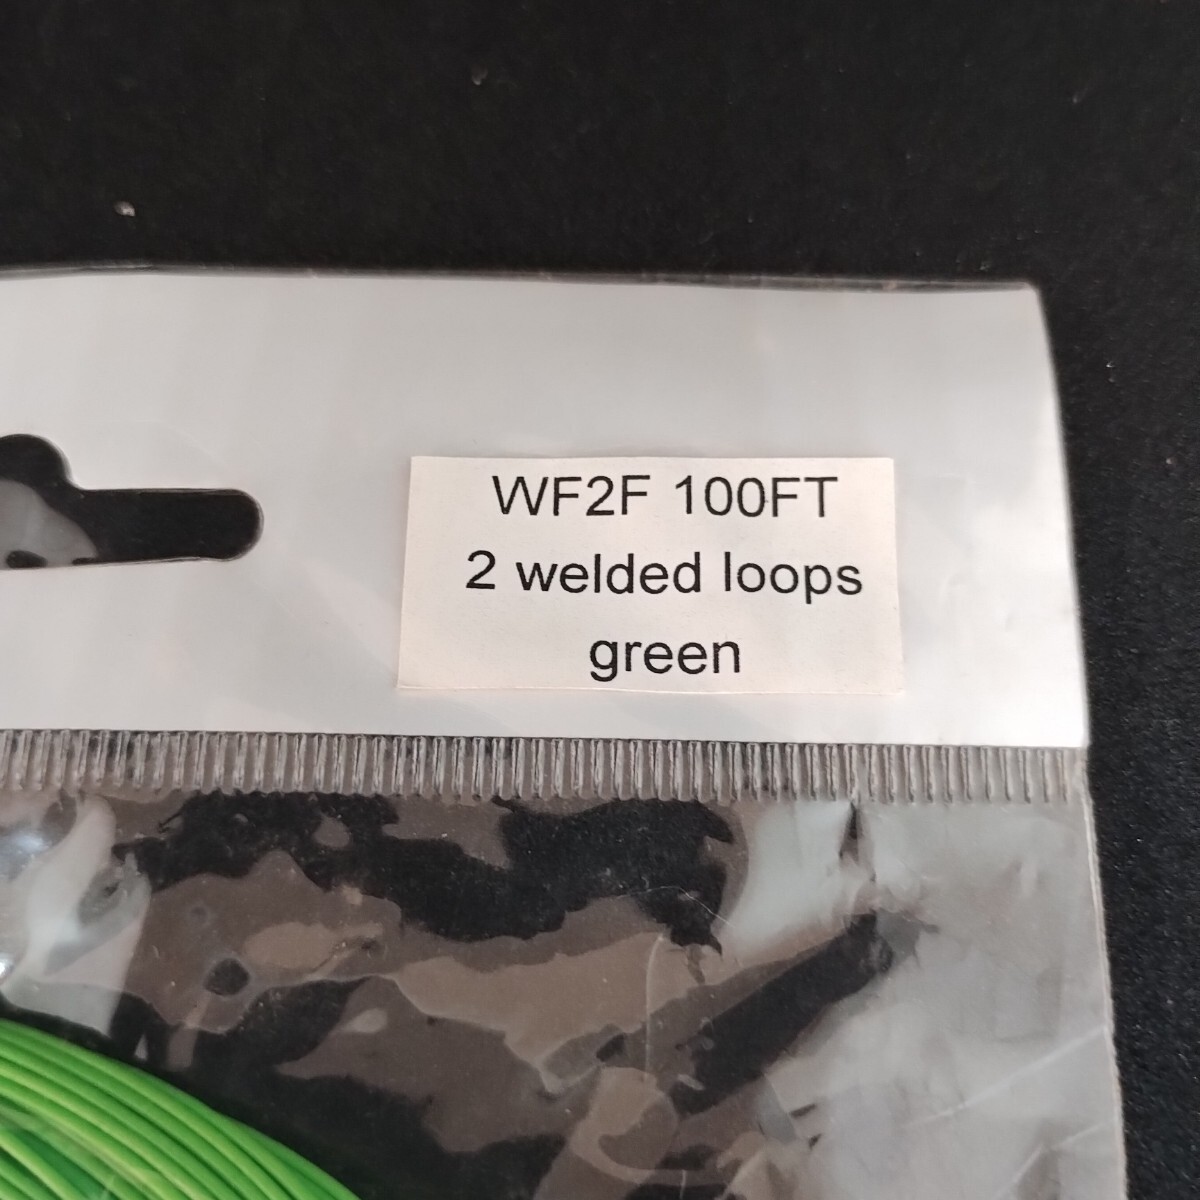 WF2F 100FT
2 welded loops
green